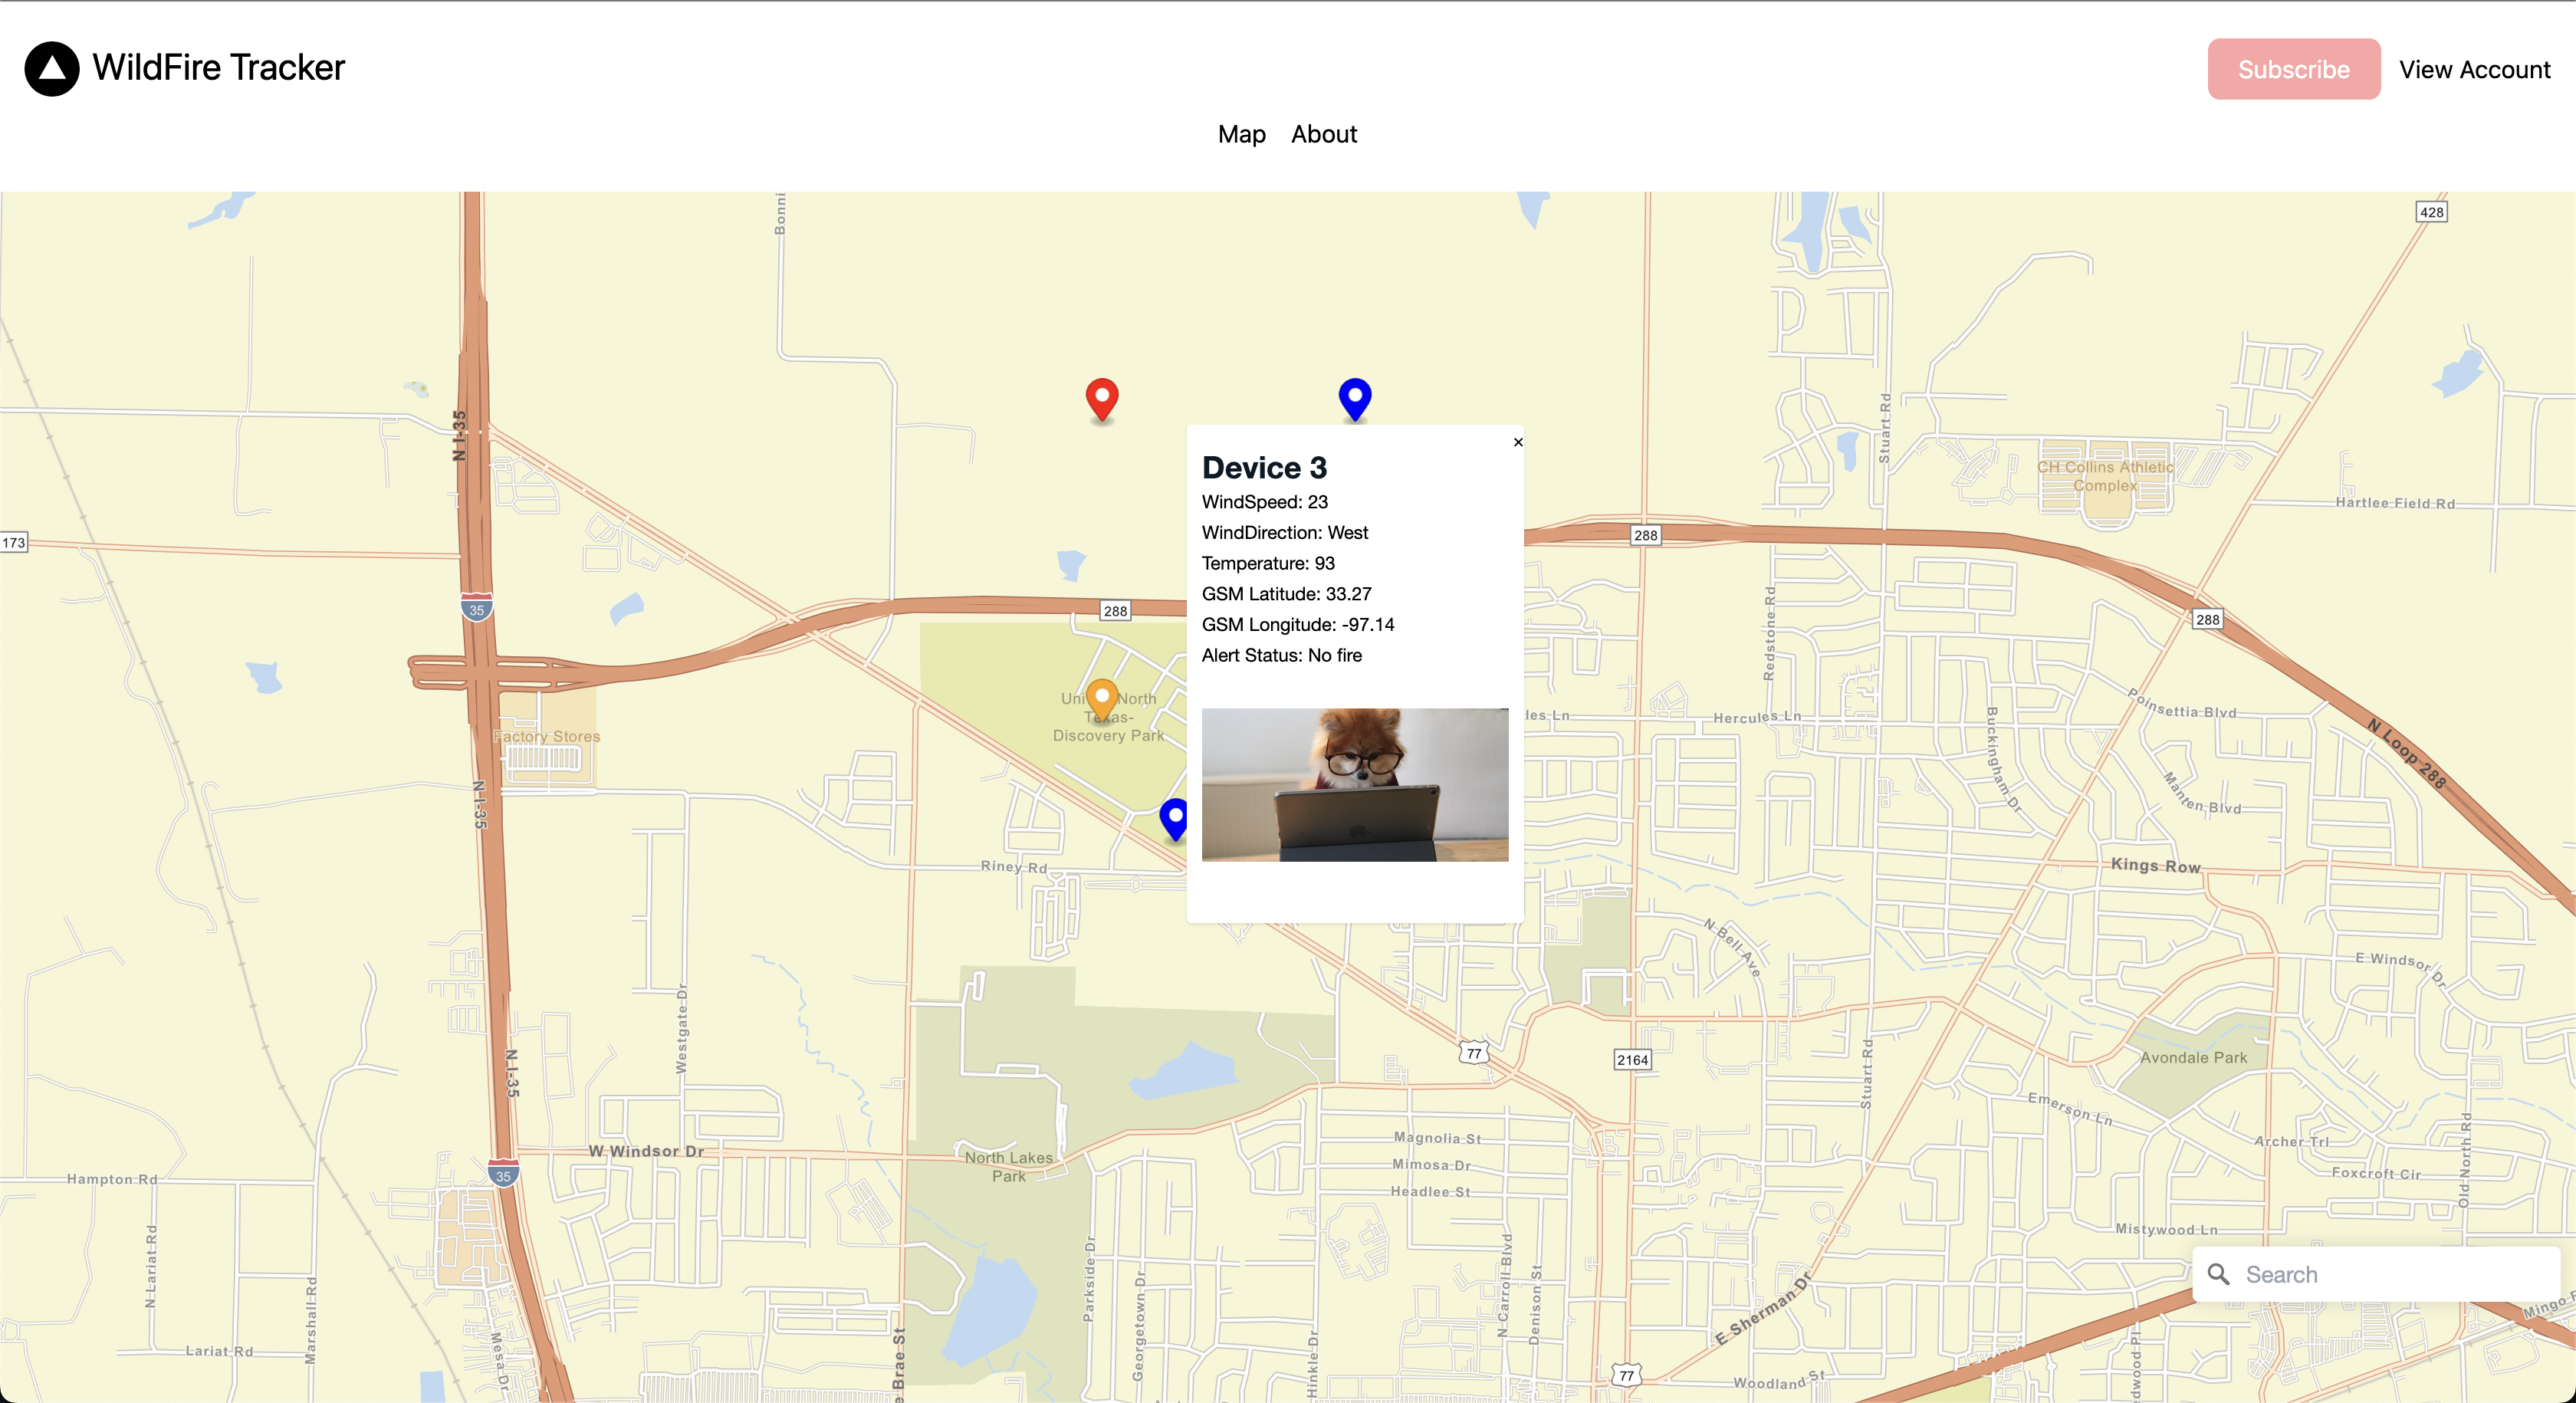 WildFire Tracker
Subscribe
View Account
Map
About
Bonni
428
N I-35
Stuart Rd
CH Collins Athletic
Complex
Hartlee Field Rd
173
288
35
288
288
Redstone Rd
Device 3
×
WindSpeed: 23
WindDirection: West
Temperature: 93
GSM Latitude: 33.27
GSM Longitude: -97.14
Alert Status: No fire
North
Texas-
Discovery Park
Factory Stores
les Ln
Hercules Ln
Buckingham Dr
Poinsettia Blvd
N Loop 288
Manten Blvd
N I-35
Riney Rd
Kings Row
N Bell Ave
E Windsor Dr
Westgate Dr
N I-35
77
2164
Stuart Rd
Avondale Park
Emerson Ln
W Windsor Dr
Magnolia St
Mimosa Dr
Headlee St
North Lakes
Park
Archer Trl
Foxcroft Cir
Old North Rd
Hampton Rd
35
Mistywood Ln
N Lariat Rd
Marshall Rd
Parkside Dr
Georgetown Dr
N Carroll Blvd
Denison St
Hinkle Dr
E Sherman Dr
Search
Mingo
Lariat Rd
Mesa Dr
Brae St
77
Woodland St
dwood Pl